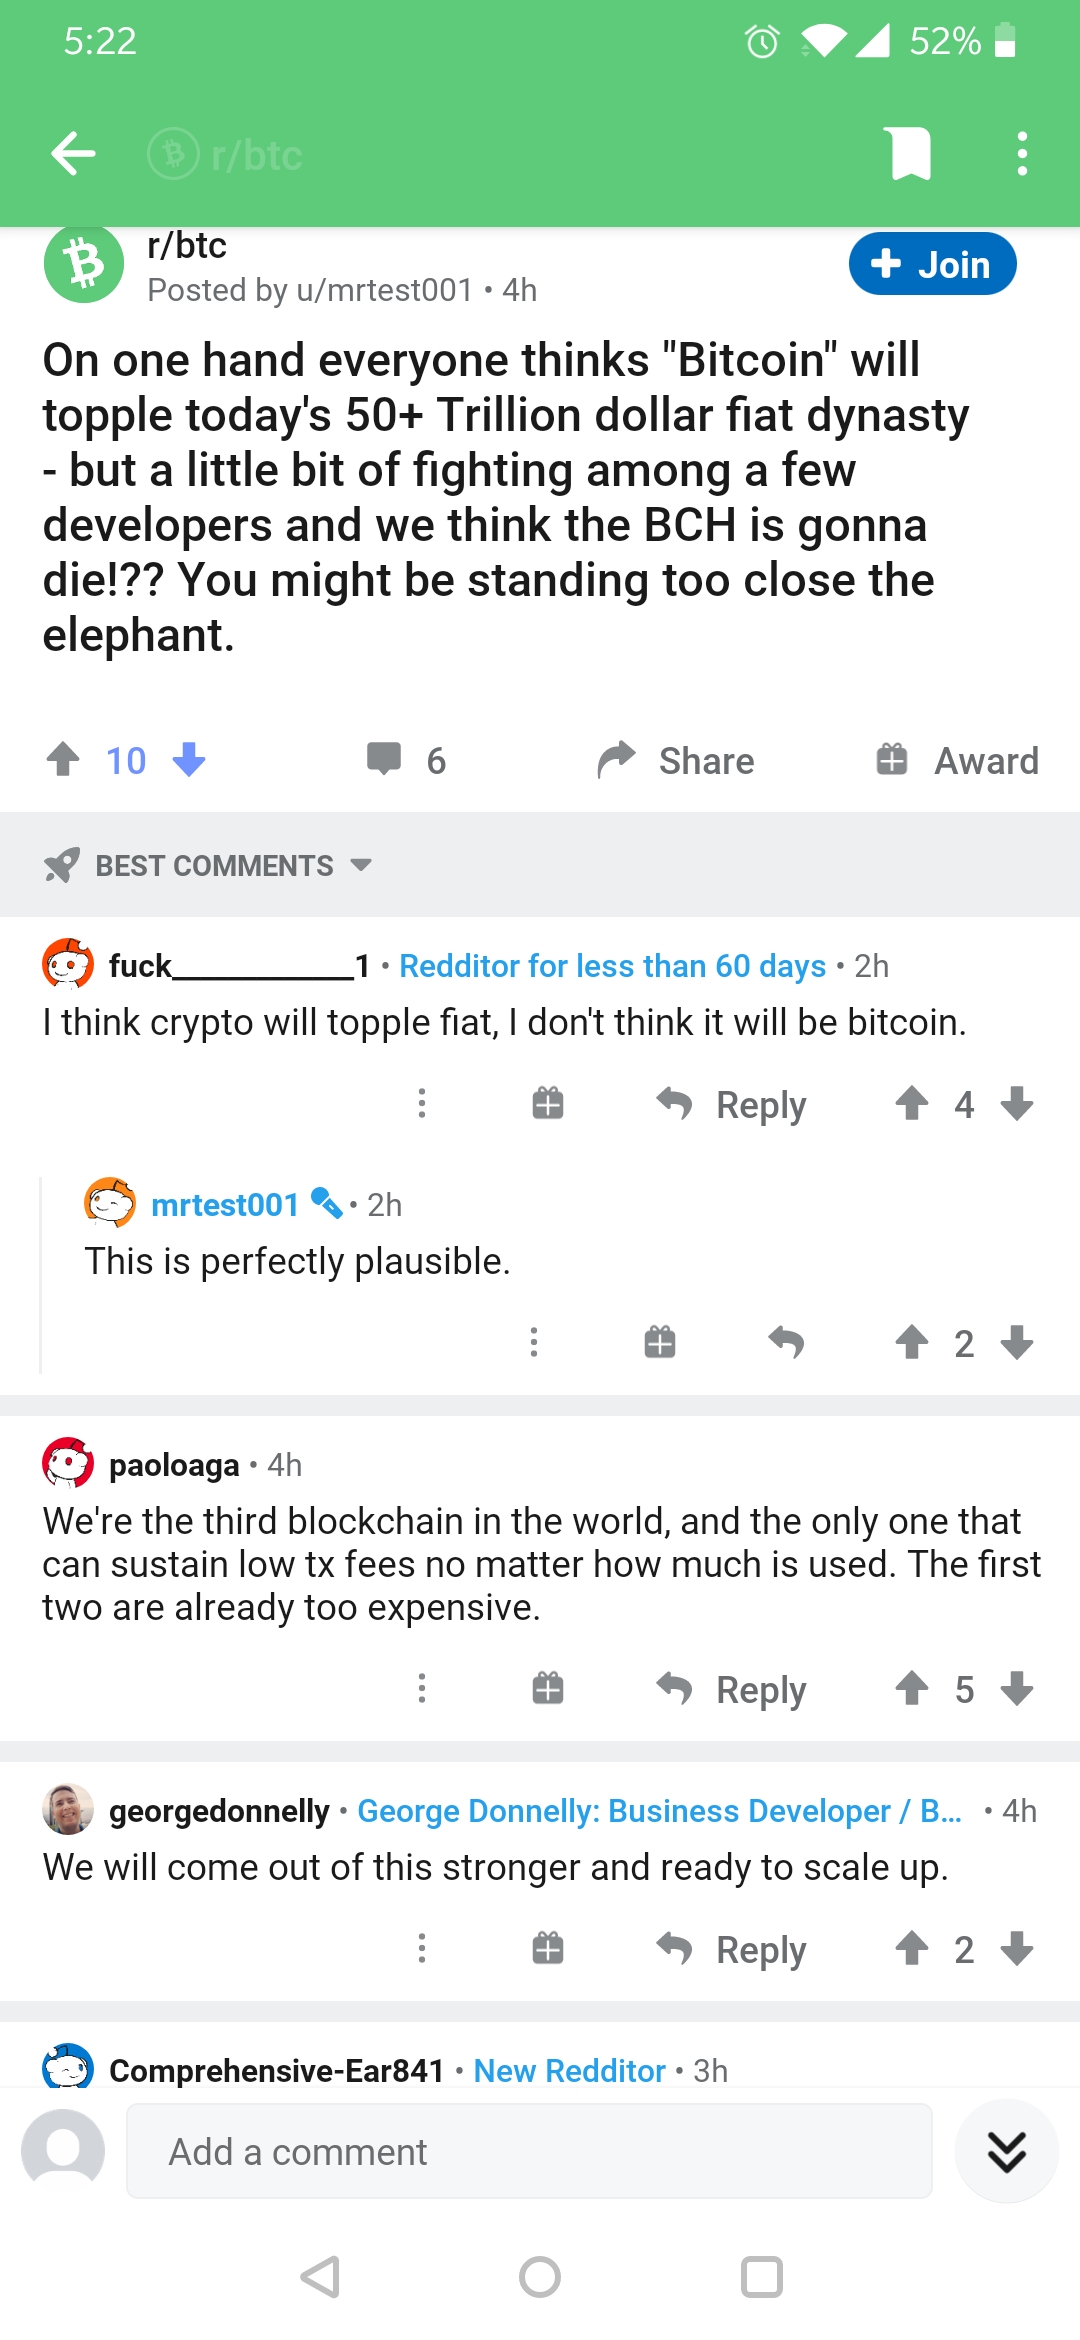 5:22
52%
r/btc
r/btc
Posted by u/mrtest001 • 4h
+ Join
On one hand everyone thinks "Bitcoin" will
topple today's 50+ Trillion dollar fiat dynasty
- but a little bit of fighting among a few
developers and we think the BCH is gonna
die!?? You might be standing too close the
elephant.
10
6
Share
Award
BEST COMMENTS
fuck____________1 • Redditor for less than 60 days • 2h
I think crypto will topple fiat, I don't think it will be bitcoin.
Reply
4
mrtest001 • 2h
This is perfectly plausible.
2
paoloaga • 4h
We're the third blockchain in the world, and the only one that
can sustain low tx fees no matter how much is used. The first
two are already too expensive.
Reply
5
georgedonnelly • George Donnelly: Business Developer / B... • 4h
We will come out of this stronger and ready to scale up.
Reply
2
Comprehensive-Ear841 • New Redditor • 3h
Add a comment